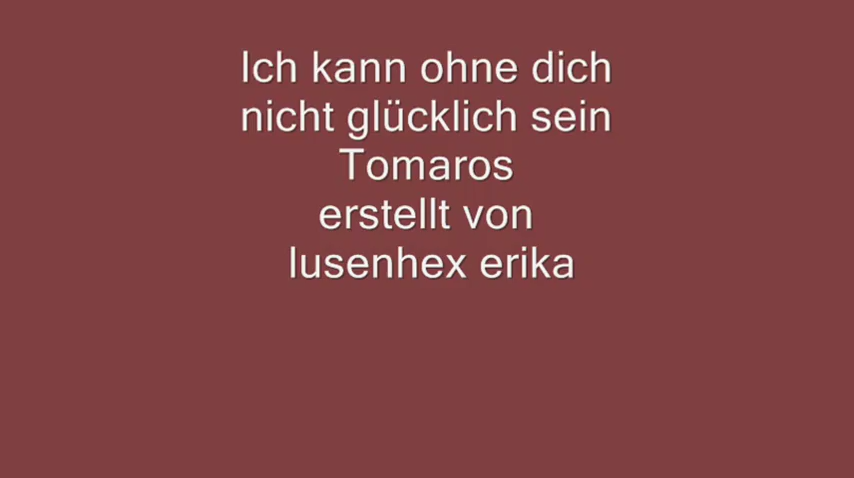 Ich kann ohne dich
nicht glücklich sein
Tomaros
erstellt von
lusenhex erika